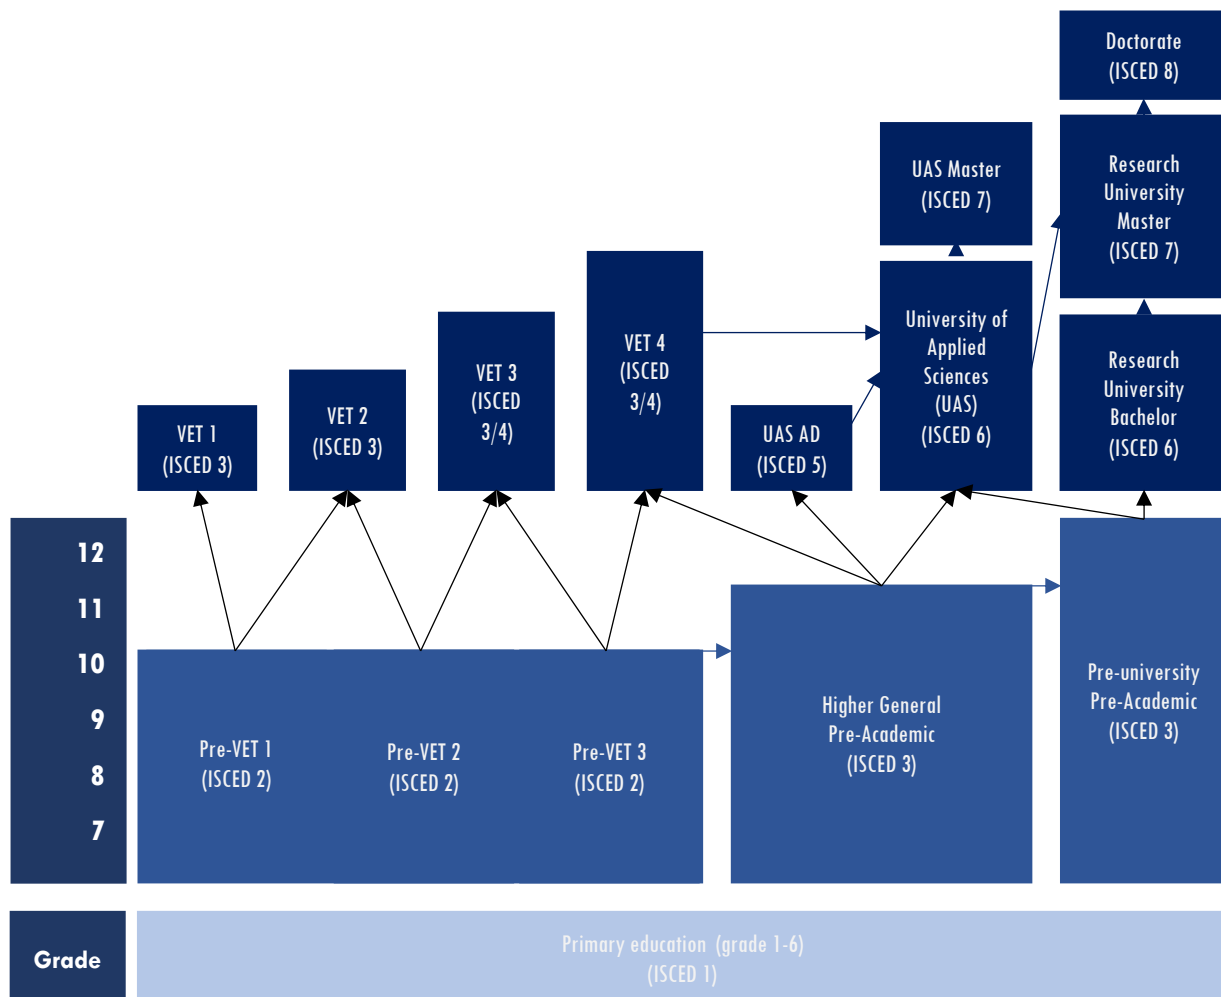 Doctorate
(ISCED 8)
UAS Master
(ISCED 7)
Research
University
Master
(ISCED 7)
VET 1
(ISCED 3)
VET 2
(ISCED 3)
VET 3
(ISCED
3/4)
VET 4
(ISCED
3/4)
UAS AD
(ISCED 5)
University of
Applied
Sciences
(UAS)
(ISCED 6)
Research
University
Bachelor
(ISCED 6)
12
11
10
9
8
7
Pre-VET 1
(ISCED 2)
Pre-VET 2
(ISCED 2)
Pre-VET 3
(ISCED 2)
Higher General
Pre-Academic
(ISCED 3)
Pre-university
Pre-Academic
(ISCED 3)
Grade
Primary education (grade 1-6)
(ISCED 1)